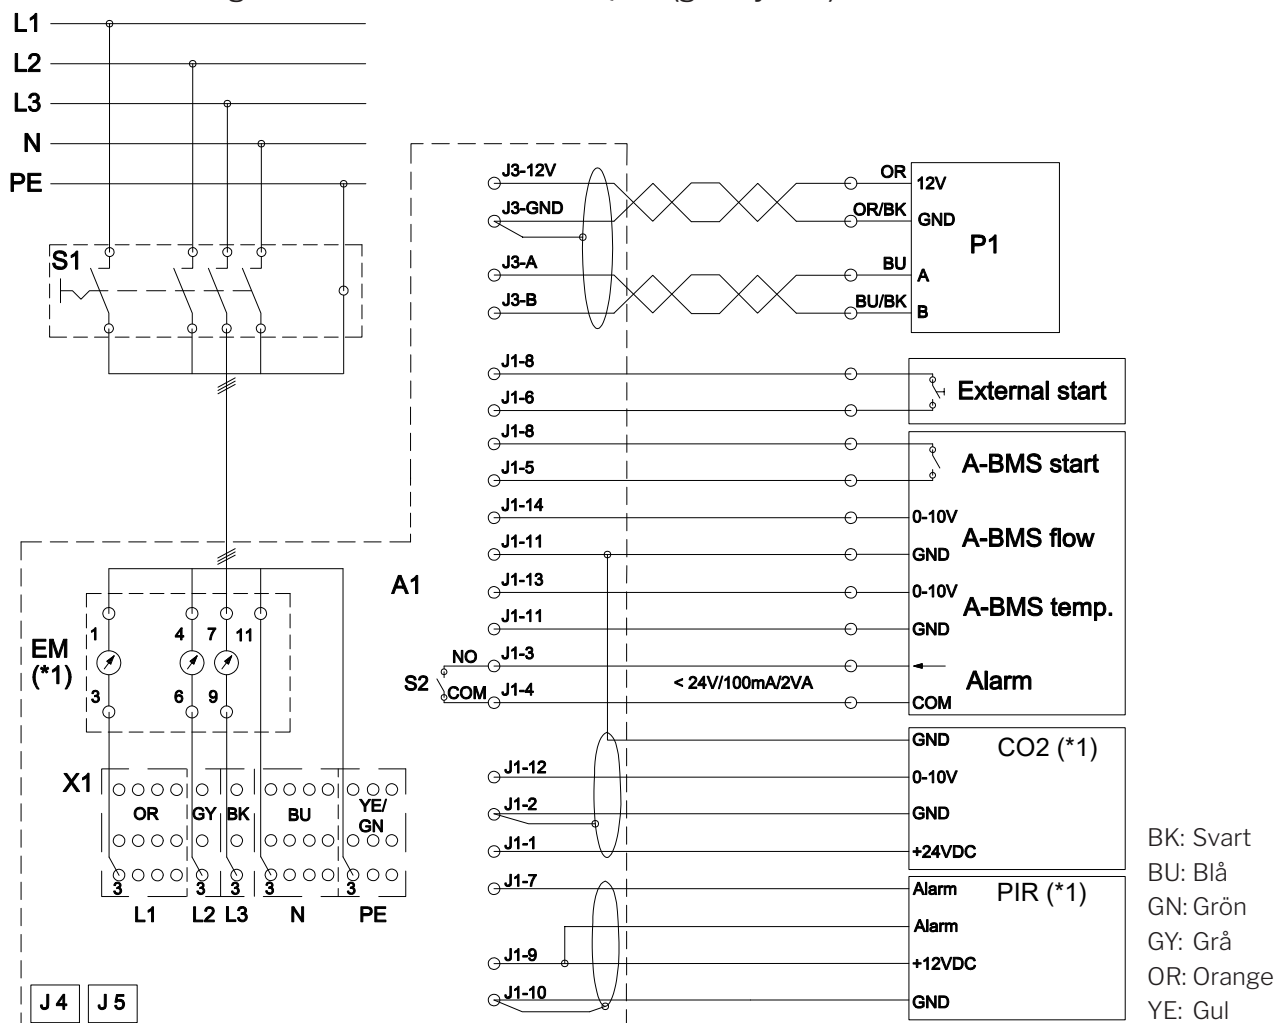 L1
L2
L3
N
PE
S1
J3-12V
J3-GND
J3-A
J3-B
OR
OR/BK
BU
BU/BK
12V
GND
A
B
P1
J1-8
J1-6
External start
J1-8
J1-5
A-BMS start
J1-14
0-10V
J1-11
GND
A-BMS flow
J1-13
0-10V
J1-11
GND
A-BMS temp.
A1
S2
NO
COM
J1-3
J1-4
< 24V/100mA/2VA
Alarm
COM
GND
CO2 (*1)
J1-12
0-10V
J1-2
GND
J1-1
+24VDC
J1-7
Alarm
PIR (*1)
Alarm
J1-9
+12VDC
J1-10
GND
EM
(*1)
1 4 7 11
3 6 9
X1
OR GY BK BU YE/
GN
3 3 3 3 3
L1 L2 L3 N PE
J 4 J 5
BK: Svart
BU: Blå
GN: Grön
GY: Grå
OR: Orange
YE: Gul